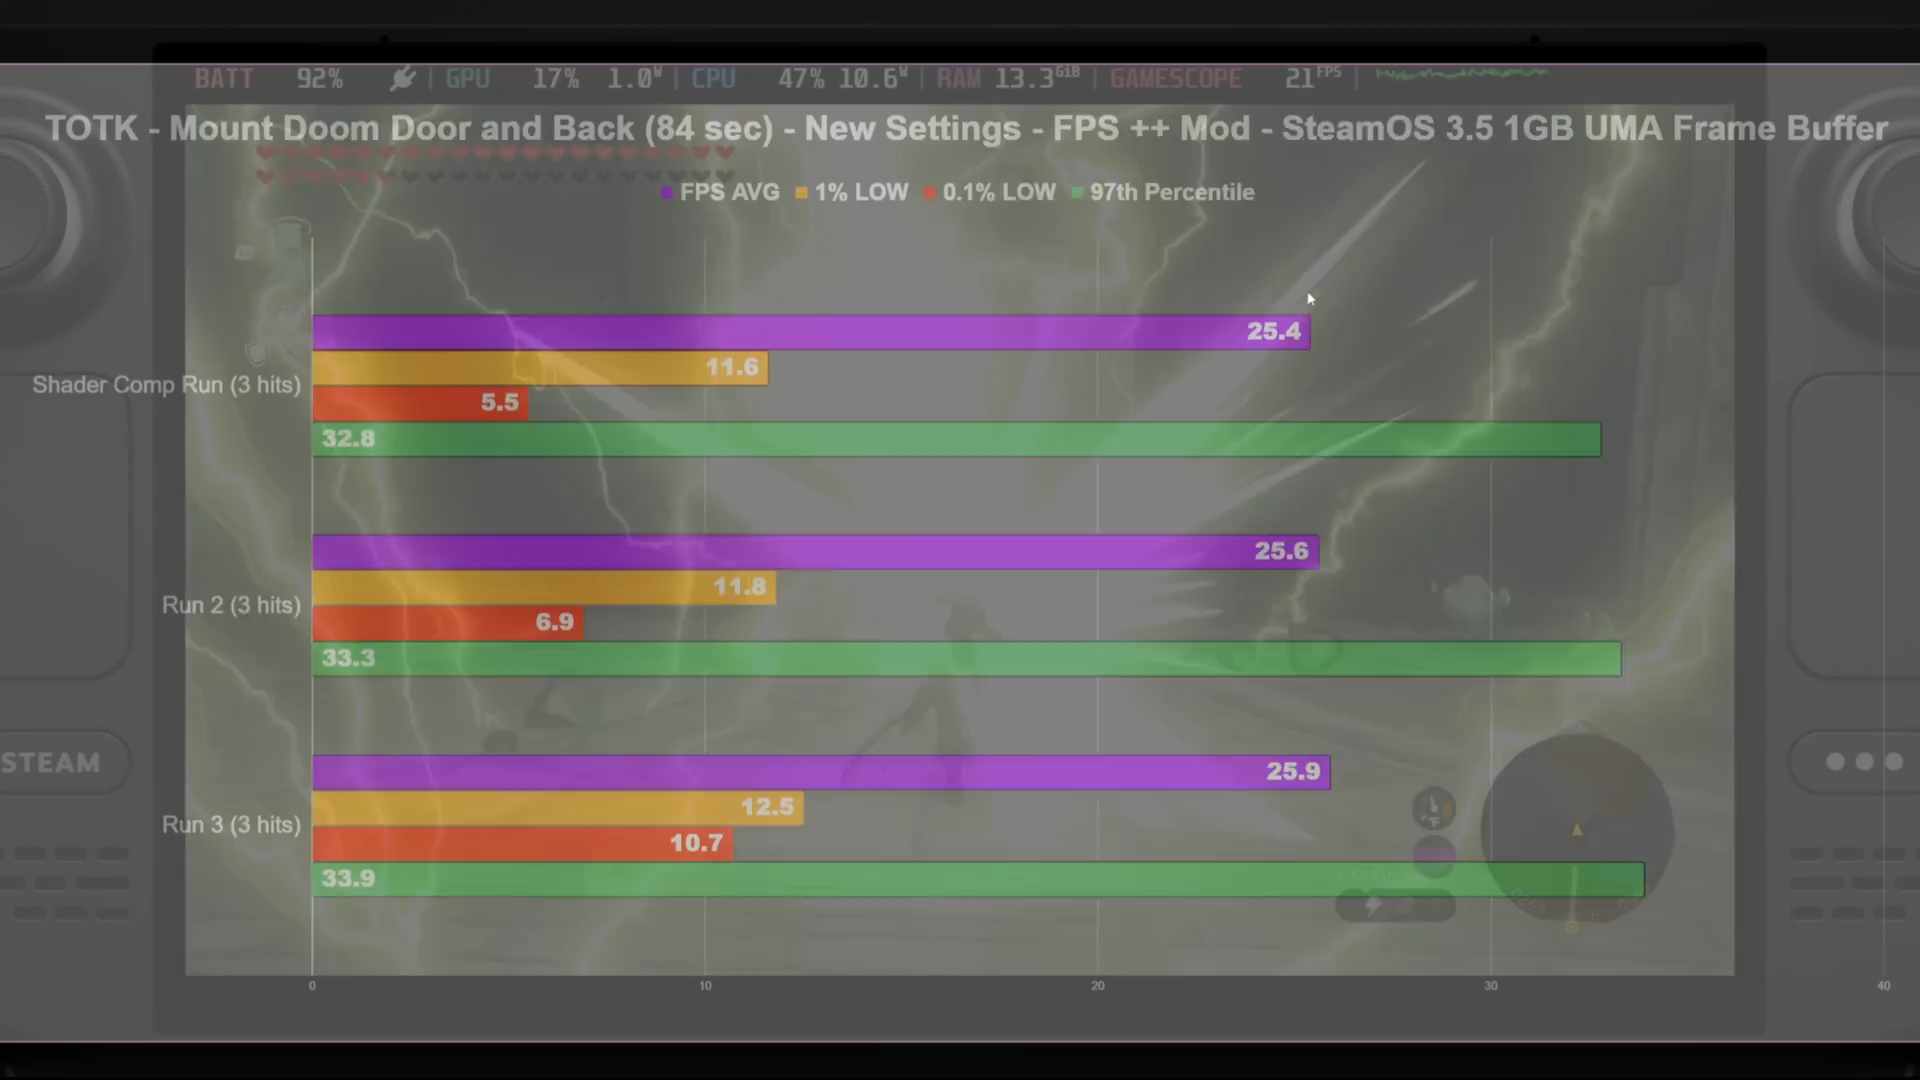 BATT 92% | GPU 17% 1.0W | CPU 47% 10.6W | RAM 13.3GiB | GAMESCOPE 21FPS |
TOTK - Mount Doom Door and Back (84 sec) - New Settings - FPS ++ Mod - SteamOS 3.5 1GB UMA Frame Buffer
FPS AVG 1% LOW 0.1% LOW 97th Percentile
25.4
11.6
Shader Comp Run (3 hits)
5.5
32.8
25.6
11.8
Run 2 (3 hits)
6.9
33.3
STEAM
25.9
12.5
Run 3 (3 hits)
10.7
33.9
0 10 20 30 40